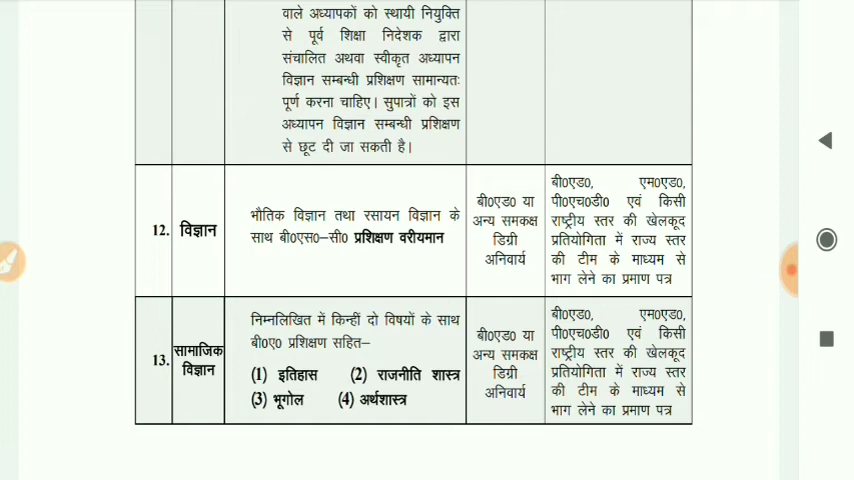 वाले अध्यापकों को स्थायी नियुक्ति
से पूर्व शिक्षा निदेशक द्वारा
संचालित अथवा स्वीकृत अध्यापन
विज्ञान सम्बन्धी प्रशिक्षण सामान्यतः
पूर्ण करना चाहिए। सुपात्रों को इस
अध्यापन विज्ञान सम्बन्धी प्रशिक्षण
से छूट दी जा सकती है।
12.
विज्ञान
भौतिक विज्ञान तथा रसायन विज्ञान के
साथ बी0एस0–सी0 प्रशिक्षण वरीयमान
बी0एड0 या
अन्य समकक्ष
डिग्री
अनिवार्य
बी0एड0, एम0एड0,
पी0एच0डी0 एवं किसी
राष्ट्रीय स्तर की खेलकूद
प्रतियोगिता में राज्य स्तर
की टीम के माध्यम से
भाग लेने का प्रमाण पत्र
13.
सामाजिक
विज्ञान
निम्नलिखित में किन्हीं दो विषयों के साथ
बी0ए0 प्रशिक्षण सहित–
(1) इतिहास (2) राजनीति शास्त्र
(3) भूगोल (4) अर्थशास्त्र
बी0एड0 या
अन्य समकक्ष
डिग्री
अनिवार्य
बी0एड0, एम0एड0,
पी0एच0डी0 एवं किसी
राष्ट्रीय स्तर की खेलकूद
प्रतियोगिता में राज्य स्तर
की टीम के माध्यम से
भाग लेने का प्रमाण पत्र